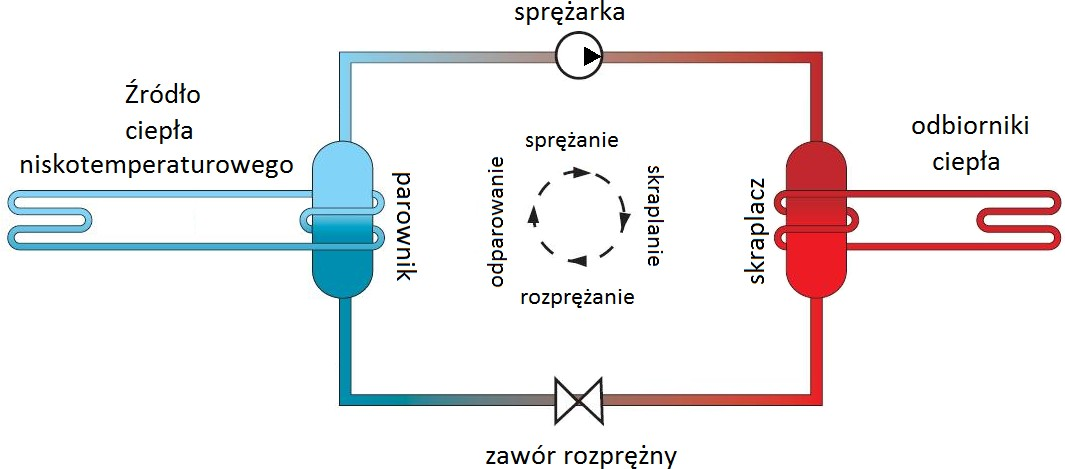 sprężarka
Źródło
ciepła
niskotemperaturowego
odbiorniki
ciepła
sprężanie
odparowanie
skraplanie
rozprężanie
parownik
skraplacz
zawór rozprężny